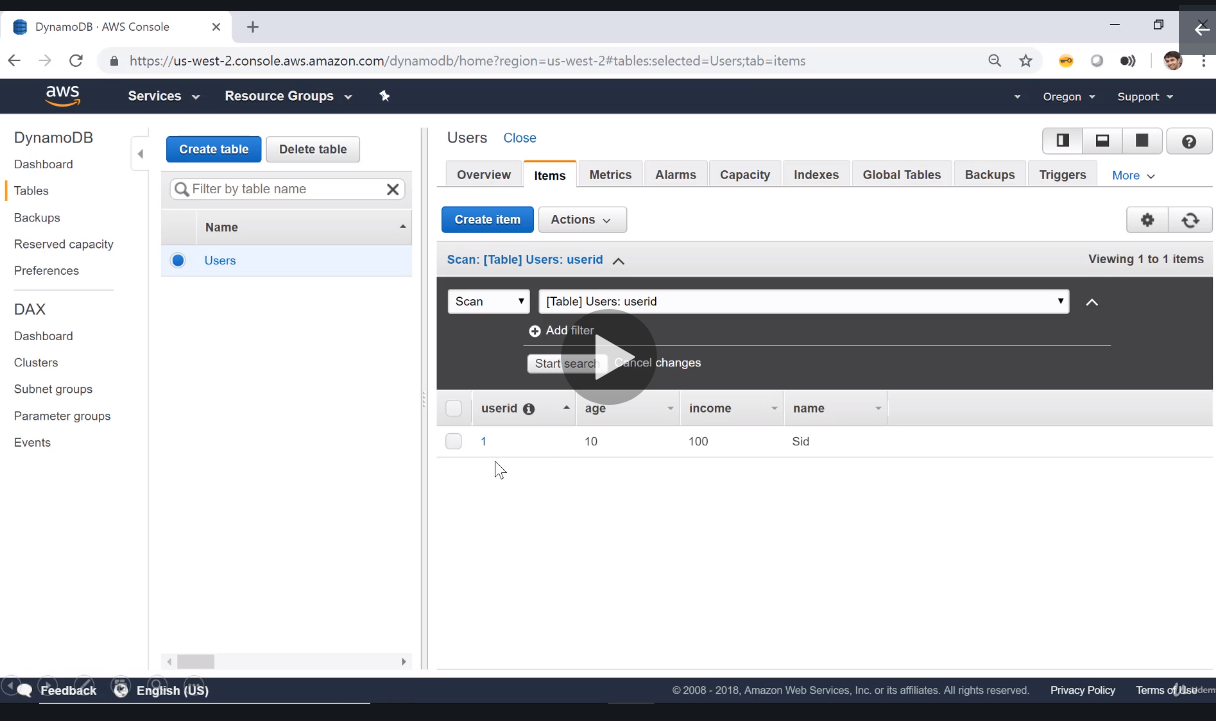 DynamoDB · AWS Console
https://us-west-2.console.aws.amazon.com/dynamodb/home?region=us-west-2#tables:selected=Users;tab=items
aws
Services
Resource Groups
Oregon
Support
DynamoDB
Dashboard
Tables
Backups
Reserved capacity
Preferences
DAX
Dashboard
Clusters
Subnet groups
Parameter groups
Events
Create table
Delete table
Filter by table name
Name
Users
Users Close
Overview Items Metrics Alarms Capacity Indexes Global Tables Backups Triggers More
Create item Actions
Scan: [Table] Users: userid
Viewing 1 to 1 items
Scan [Table] Users: userid
Add filter
Start search Cancel changes
userid age income name
1 10 100 Sid
Feedback English (US)
© 2008 - 2018, Amazon Web Services, Inc. or its affiliates. All rights reserved. Privacy Policy Terms of Use